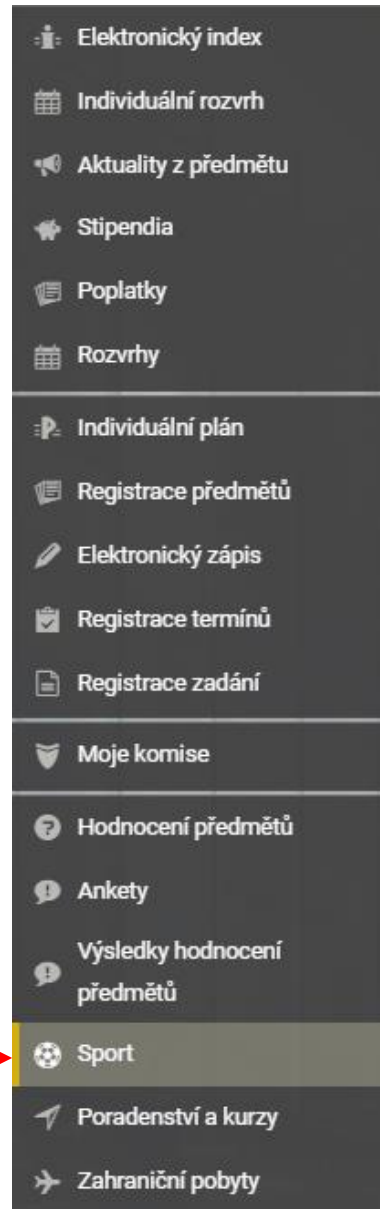 Elektronický index
Individuální rozvrh
Aktuality z předmětu
Stipendia
Poplatky
Rozvrhy
Individuální plán
Registrace předmětů
Elektronický zápis
Registrace termínů
Registrace zadání
Moje komise
Hodnocení předmětů
Ankety
Výsledky hodnocení
předmětů
Sport
Poradenství a kurzy
Zahraniční pobyty